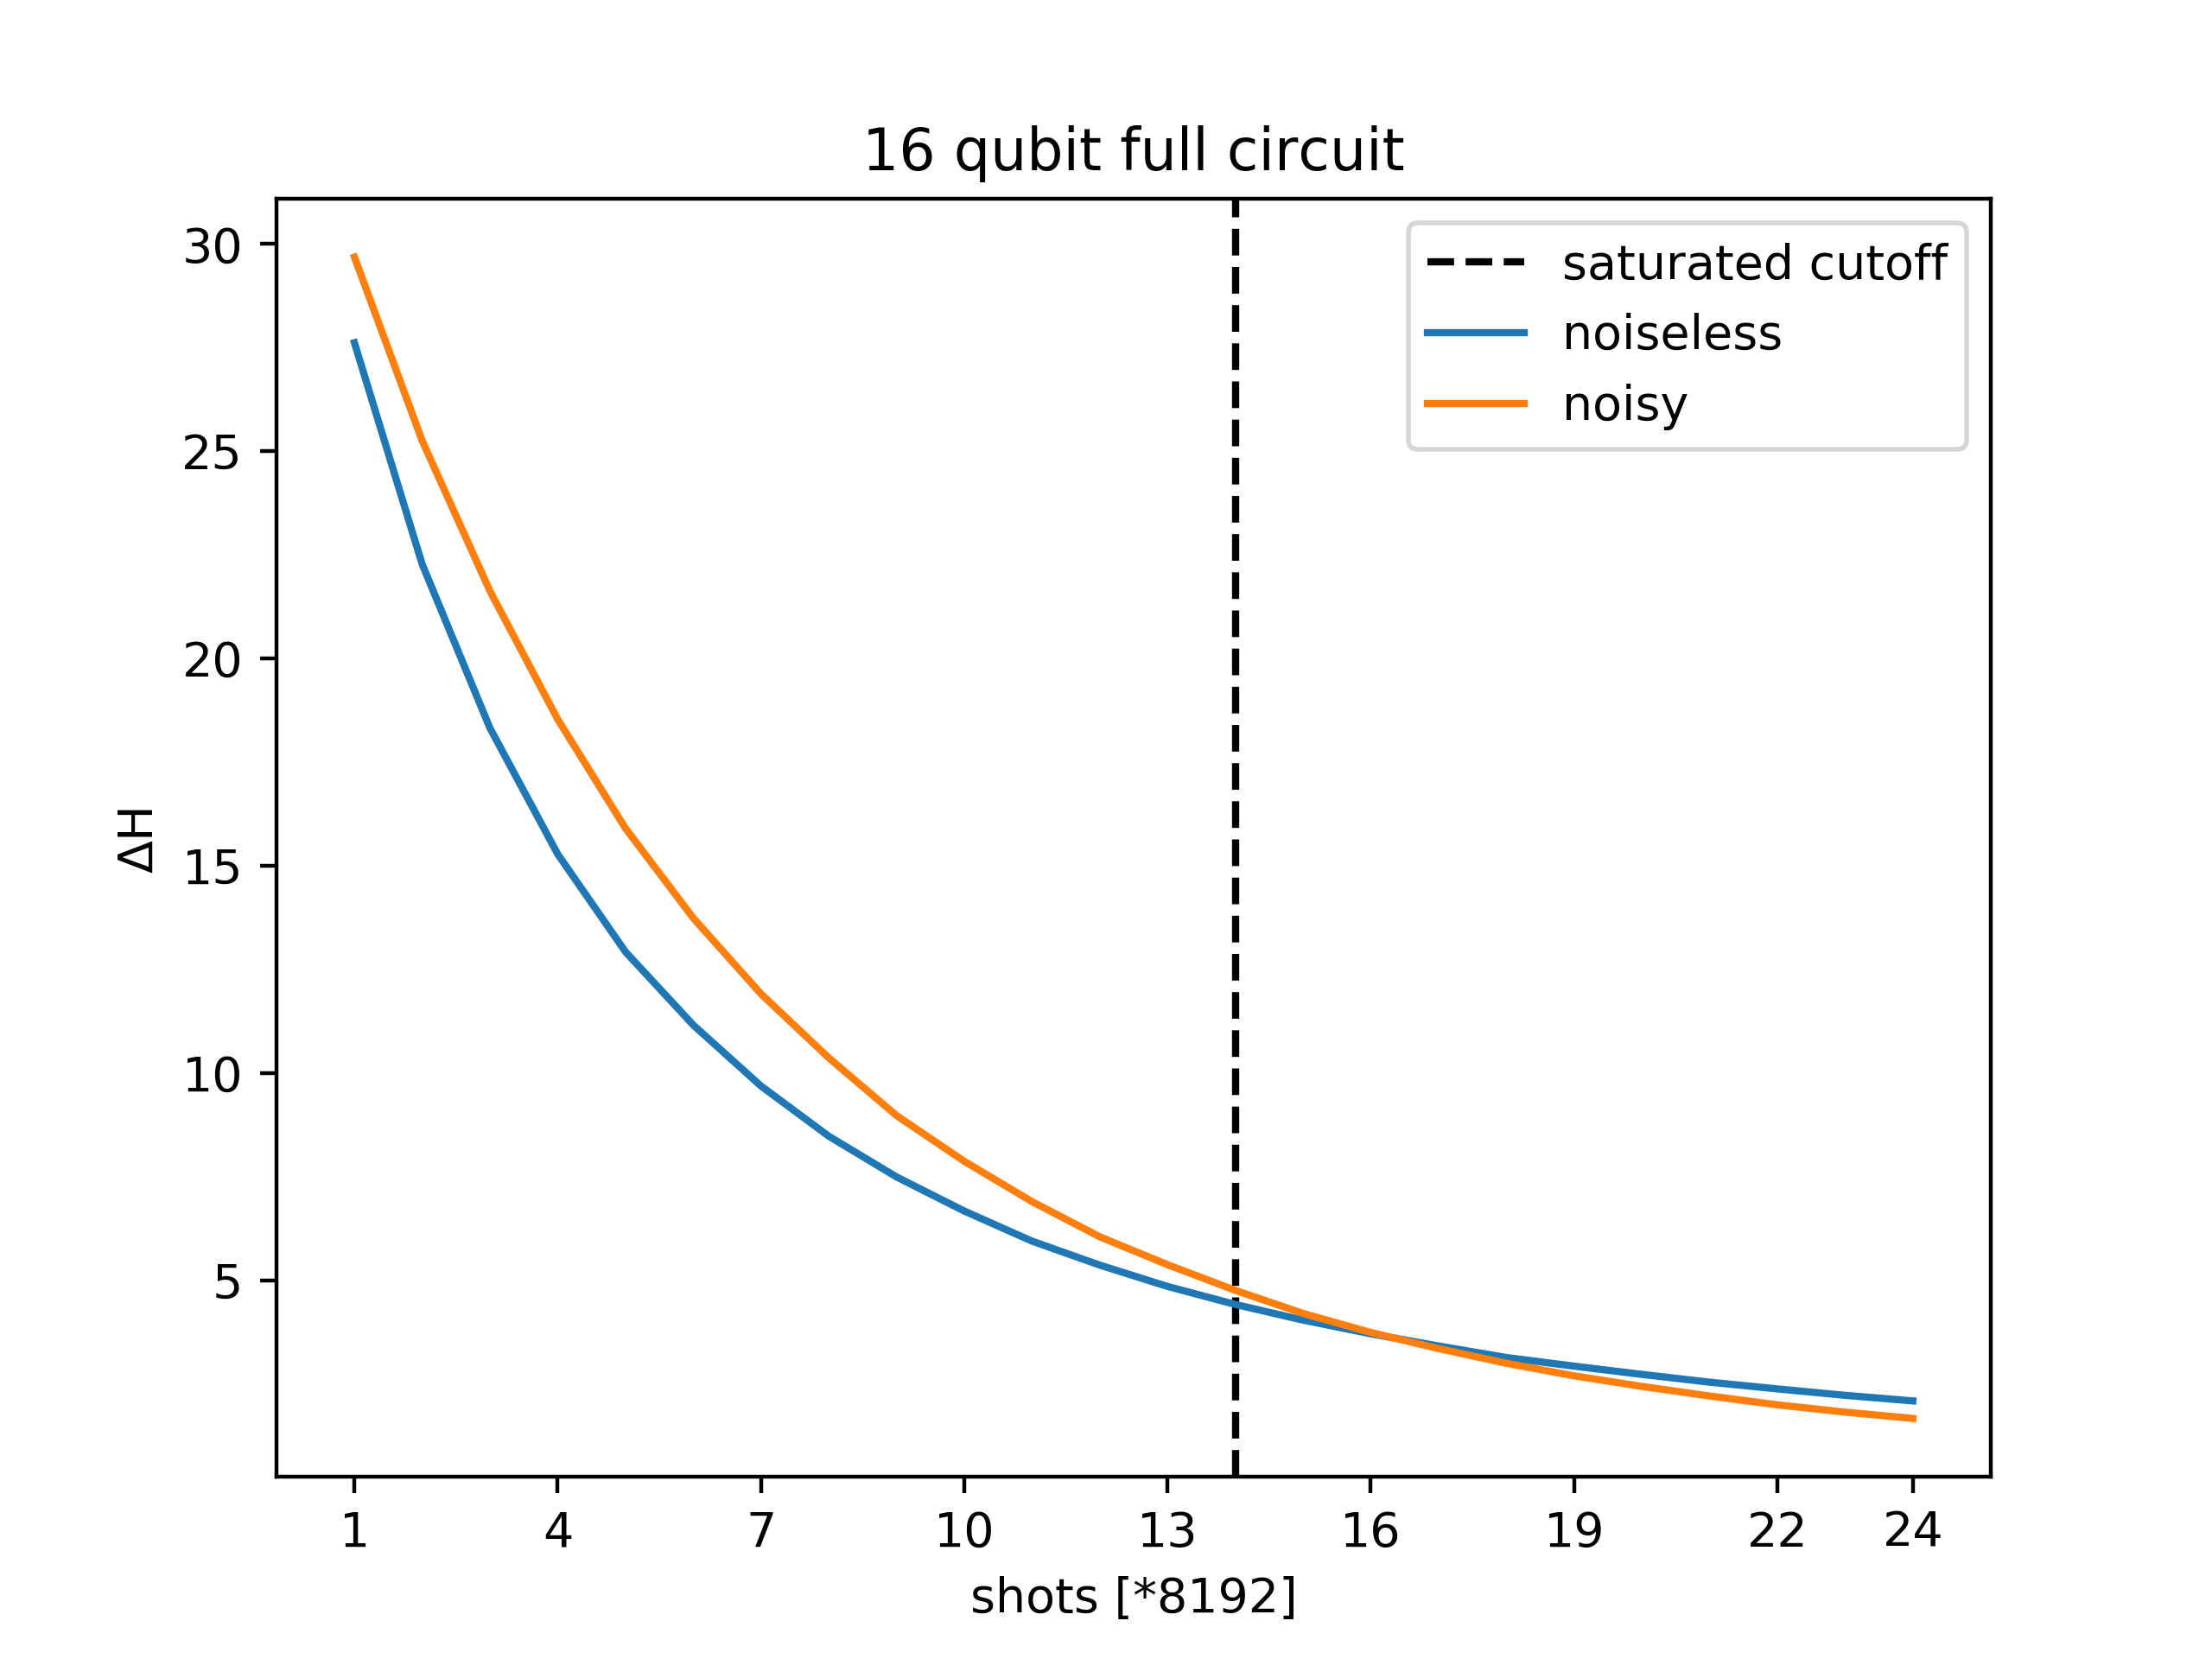 16 qubit full circuit
saturated cutoff
noiseless
noisy
30
25
20
15
10
5
ΔH
1 4 7 10 13 16 19 22 24
shots [*8192]